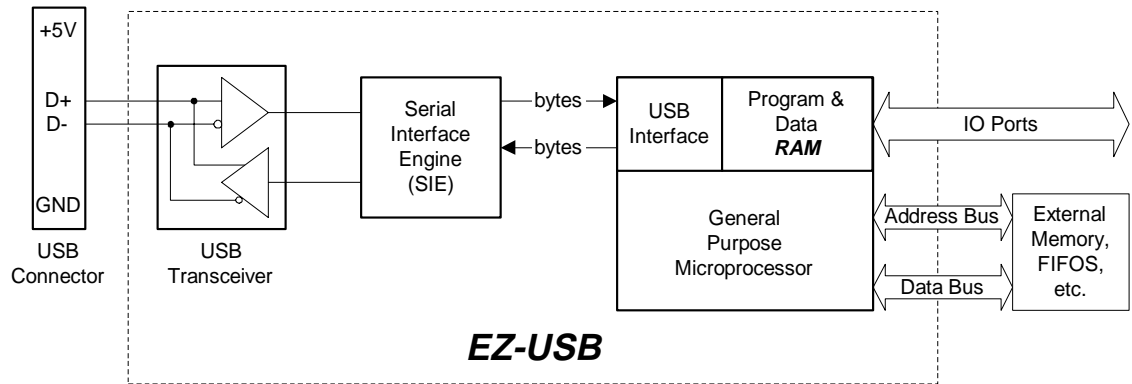 +5V
D+
D-
GND
USB
Connector
USB
Transceiver
Serial
Interface
Engine
(SIE)
bytes
bytes
USB
Interface
Program &
Data
RAM
General
Purpose
Microprocessor
IO Ports
Address Bus
Data Bus
External
Memory,
FIFOS,
etc.
EZ-USB